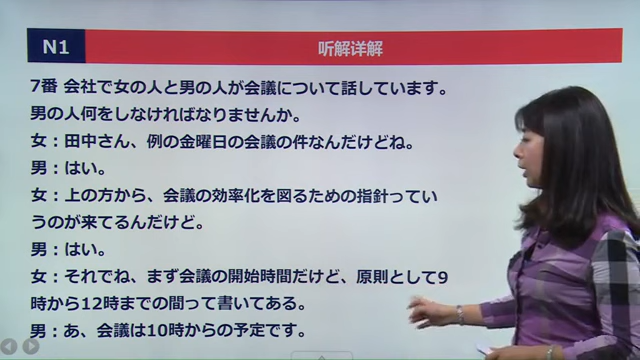 N1 听解详解
7番 会社で女の人と男の人が会議について話しています。
男の人何をしなければなりませんか。
女：田中さん、例の金曜日の会議の件なんだけどね。
男：はい。
女：上の方から、会議の効率化を図るための指針ってい
うのが来てるんだけど。
男：はい。
女：それでね、まず会議の開始時間だけど、原則として9
時から12時までの間って書いてある。
男：あ、会議は10時からの予定です。